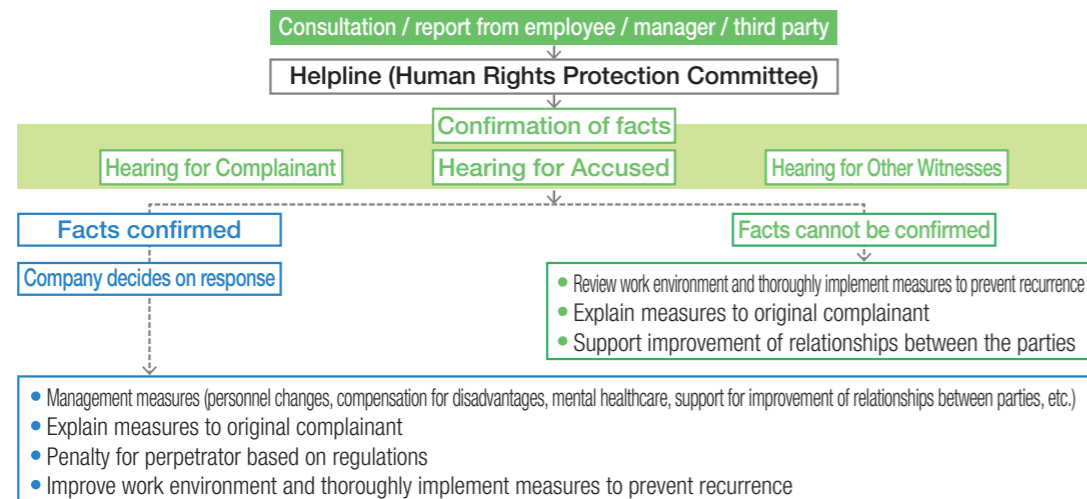 Consultation / report from employee / manager / third party
Helpline (Human Rights Protection Committee)
Confirmation of facts
Hearing for Complainant
Hearing for Accused
Hearing for Other Witnesses
Facts confirmed
Facts cannot be confirmed
Company decides on response
• Review work environment and thoroughly implement measures to prevent recurrence
• Explain measures to original complainant
• Support improvement of relationships between the parties
• Management measures (personnel changes, compensation for disadvantages, mental healthcare, support for improvement of relationships between parties, etc.)
• Explain measures to original complainant
• Penalty for perpetrator based on regulations
• Improve work environment and thoroughly implement measures to prevent recurrence